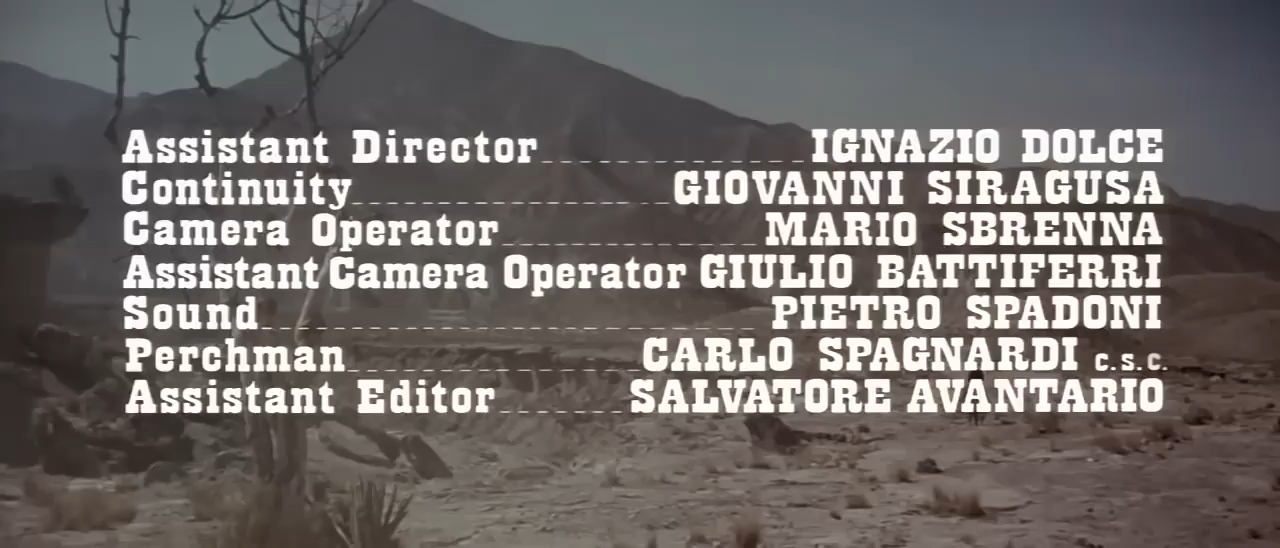 Assistant Director IGNAZIO DOLCE
Continuity GIOVANNI SIRAGUSA
Camera Operator MARIO SBRENNA
Assistant Camera Operator GIULIO BATTIFERRI
Sound PIETRO SPADONI
Perchman CARLO SPAGNARDI C.S.C.
Assistant Editor SALVATORE AVANTARIO